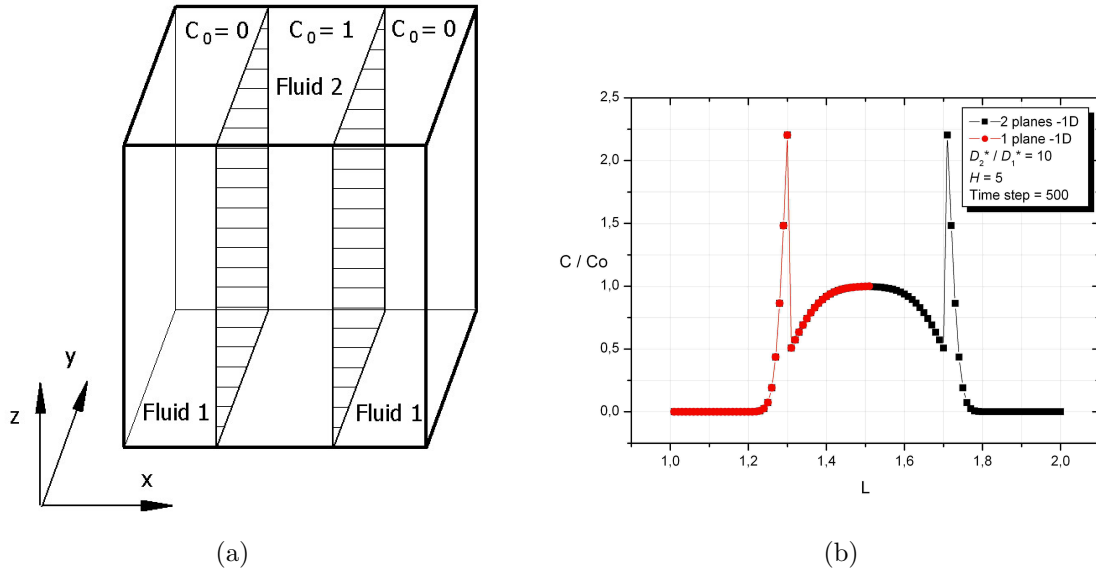 C₀= 0 C₀= 1 C₀= 0
Fluid 2
Fluid 1 Fluid 1
z
y
x
(a)
2,5
2,0
1,5
1,0
0,5
0,0
C / Co
2 planes -1D
1 plane -1D
D₂* / D₁* = 10
H = 5
Time step = 500
1,0 1,2 1,4 1,6 1,8 2,0
L
(b)